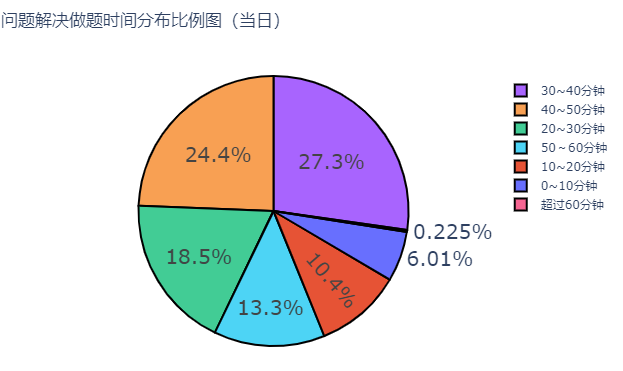 问题解决做题时间分布比例图（当日）
30~40分钟
40~50分钟
20~30分钟
50～60分钟
10~20分钟
0~10分钟
超过60分钟
24.4%
27.3%
0.225%
6.01%
18.5%
10.4%
13.3%